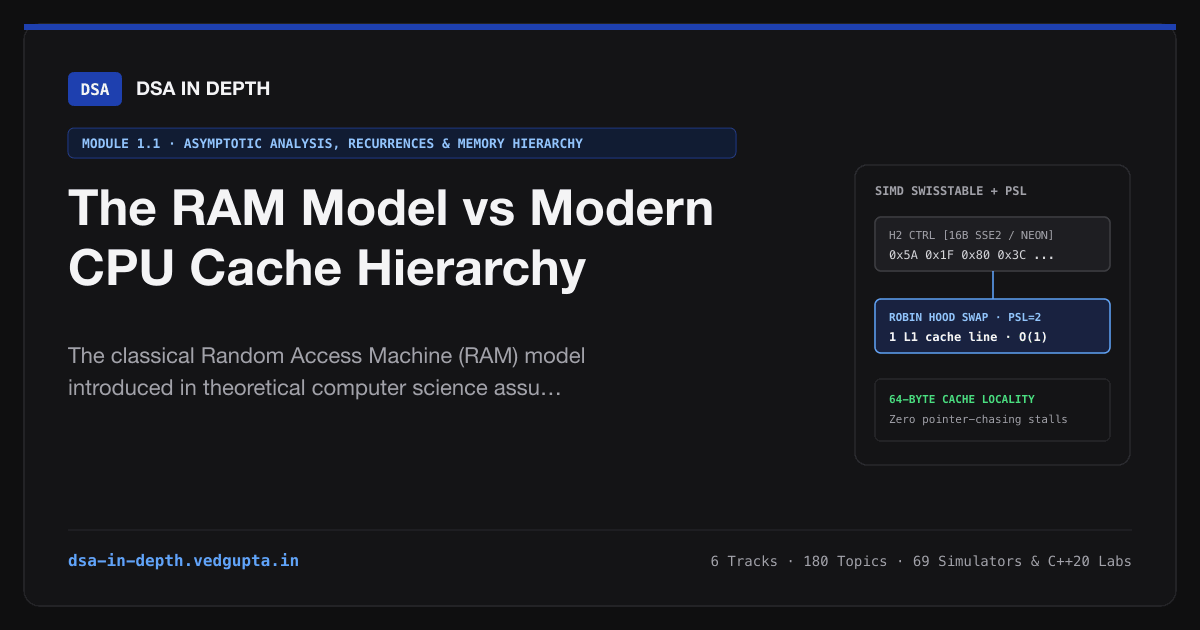 DSA
DSA IN DEPTH
MODULE 1.1 · ASYMPTOTIC ANALYSIS, RECURRENCES & MEMORY HIERARCHY
The RAM Model vs Modern
CPU Cache Hierarchy
The classical Random Access Machine (RAM) model
introduced in theoretical computer science assu…
SIMD SWISSTABLE + PSL
H2 CTRL [16B SSE2 / NEON]
0x5A 0x1F 0x80 0x3C ...
ROBIN HOOD SWAP · PSL=2
1 L1 cache line · O(1)
64-BYTE CACHE LOCALITY
Zero pointer-chasing stalls
dsa-in-depth.vedgupta.in
6 Tracks · 180 Topics · 69 Simulators & C++20 Labs